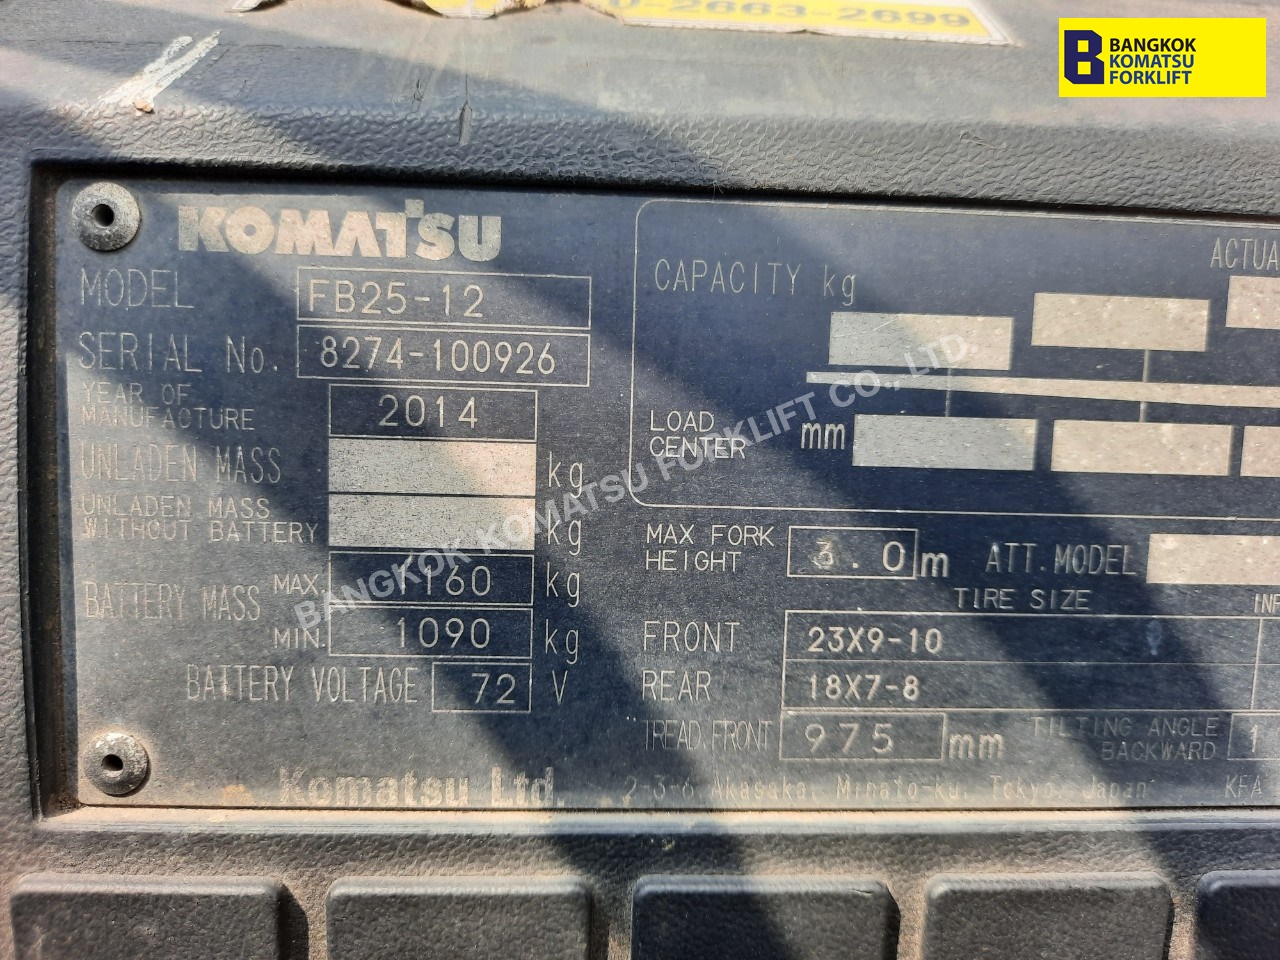 0-2663-2699
BANGKOK
KOMATSU
FORKLIFT
KOMATSU
MODEL FB25-12
SERIAL No. 8274-100926
YEAR OF
MANUFACTURE 2014
UNLADEN MASS kg
UNLADEN MASS
WITHOUT BATTERY kg
BATTERY MASS MAX. 1160 kg
MIN. 1090 kg
BATTERY VOLTAGE 72 V
CAPACITY kg
LOAD
CENTER mm
MAX FORK
HEIGHT 3.0 m ATT. MODEL
TIRE SIZE
FRONT 23X9-10
REAR 18X7-8
TREAD. FRONT 975 mm TILTING ANGLE
BACKWARD
Komatsu Ltd. 2-3-6 Akasaka, Minato-ku, Tokyo, Japan
BANGKOK KOMATSU FORKLIFT CO., LTD.